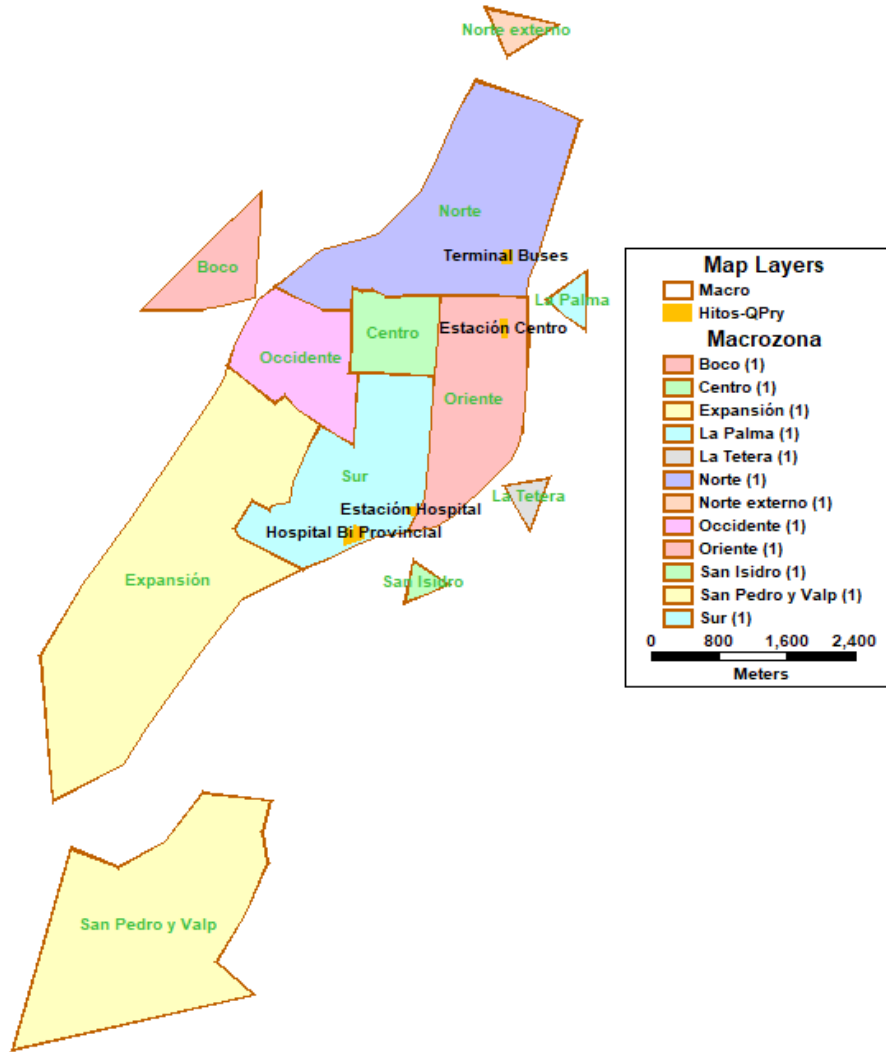 Norte externo
Norte
Terminal Buses
Boco
La Palma
Centro
Estación Centro
Occidente
Oriente
Sur
La Tetera
Estación Hospital
Hospital Bi Provincial
Expansión
San Isidro
San Pedro y Valp
Map Layers
Macro
Hitos-QPry
Macrozona
Boco (1)
Centro (1)
Expansión (1)
La Palma (1)
La Tetera (1)
Norte (1)
Norte externo (1)
Occidente (1)
Oriente (1)
San Isidro (1)
San Pedro y Valp (1)
Sur (1)
0 800 1,600 2,400
Meters